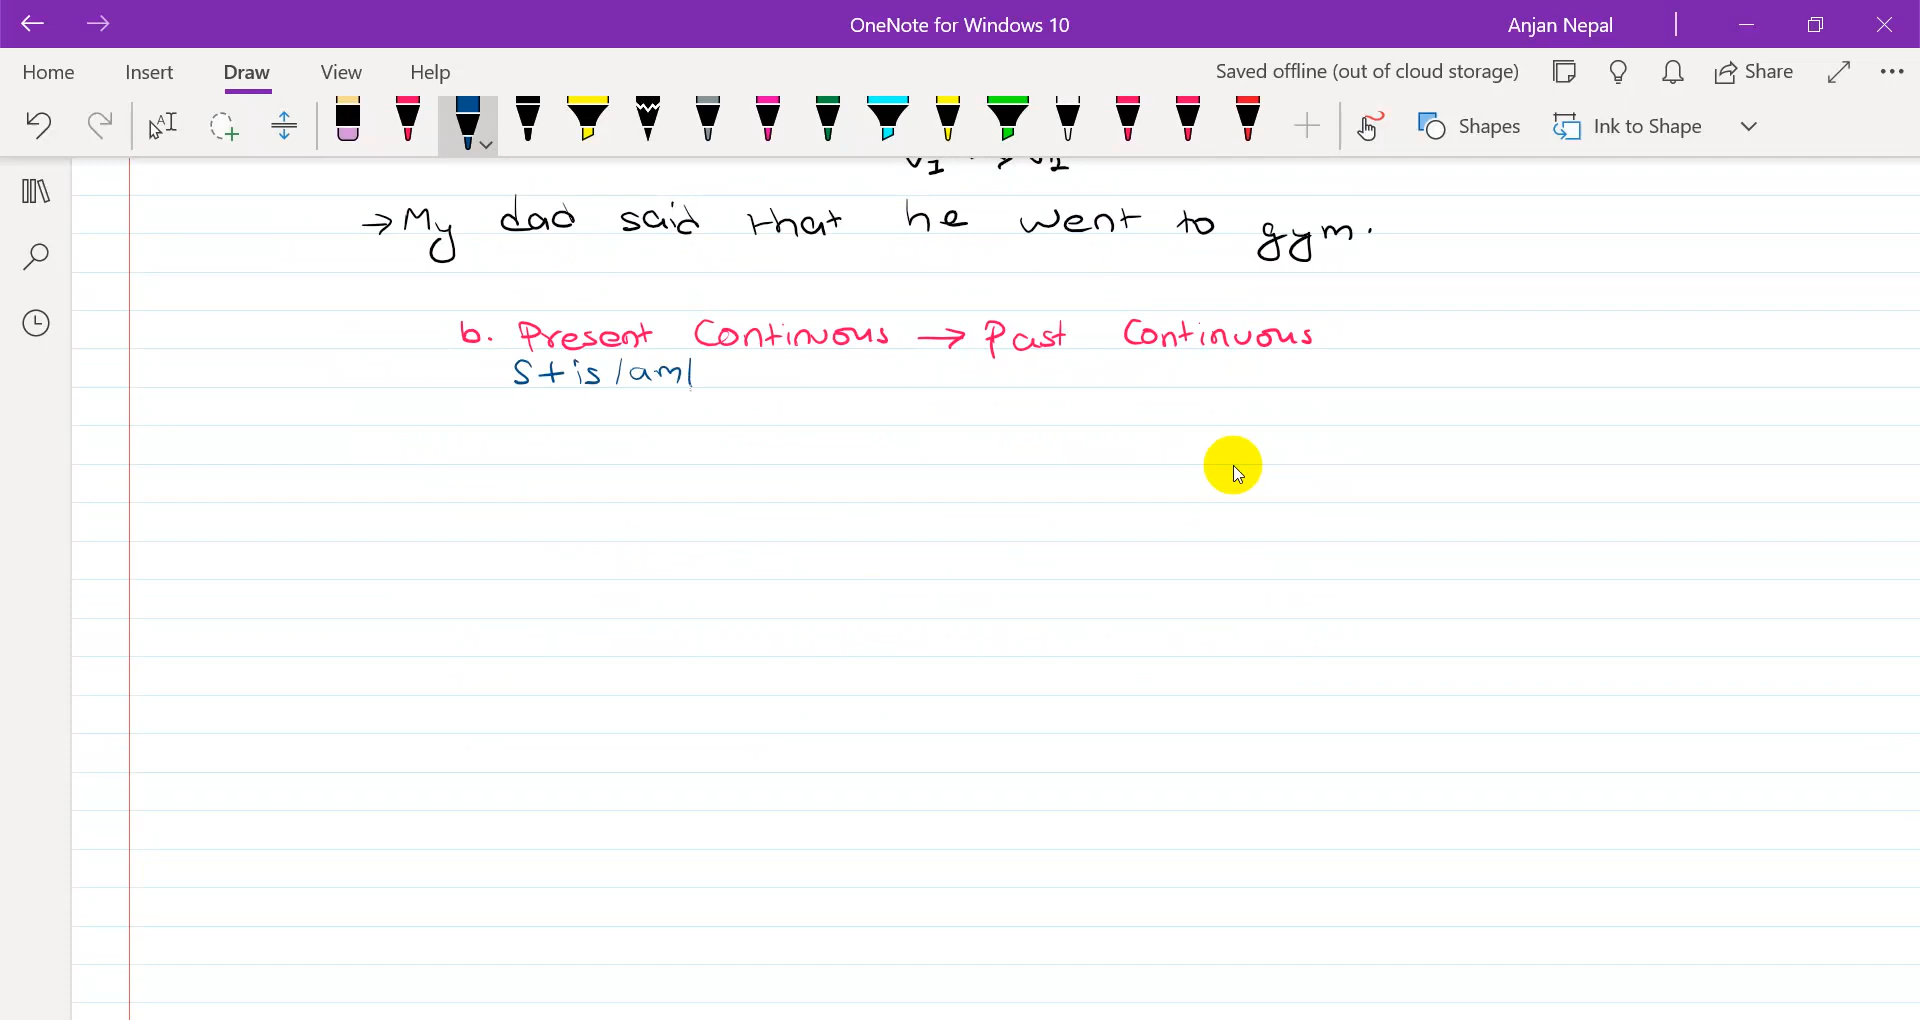 OneNote for Windows 10
Anjan Nepal
Home Insert Draw View Help
Saved offline (out of cloud storage)
Share
Shapes
Ink to Shape
→ My dad said that he went to gym.
b. Present Continuous → Past Continuous
S + is / am /